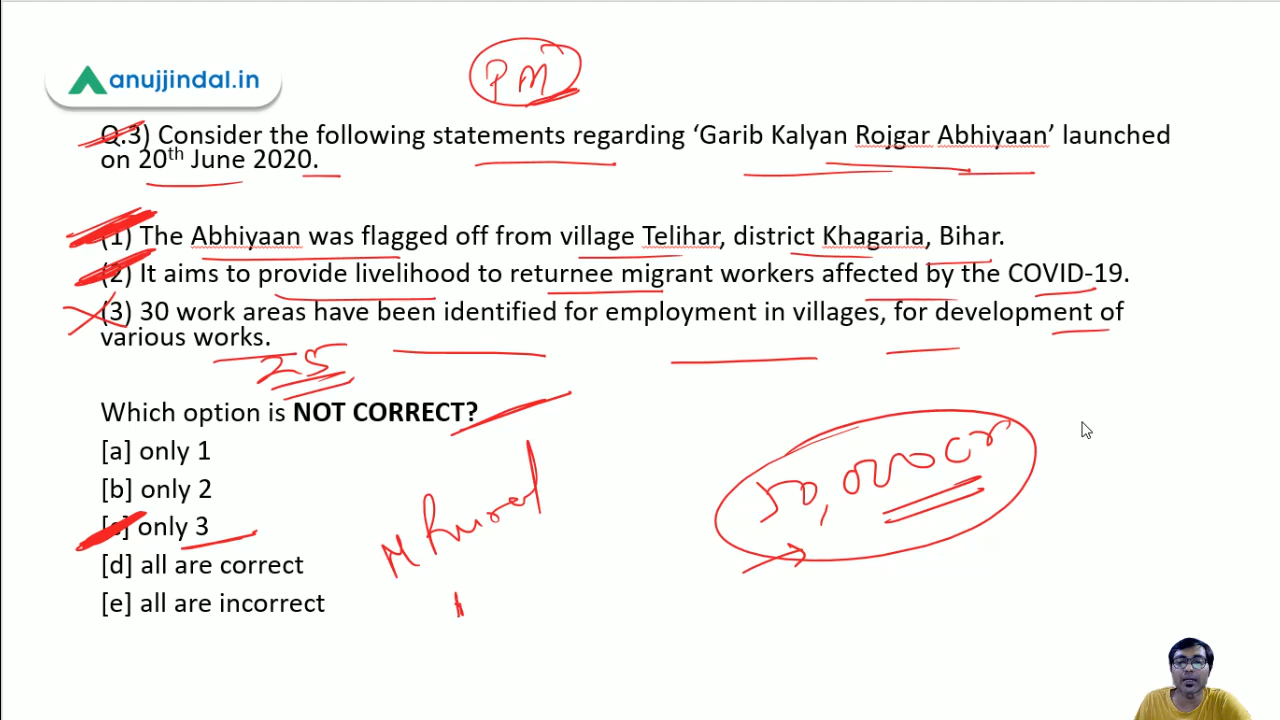 PM
anujjindal.in
Q.3) Consider the following statements regarding ‘Garib Kalyan Rojgar Abhiyaan’ launched
on 20th June 2020.
(1) The Abhiyaan was flagged off from village Telihar, district Khagaria, Bihar.
(2) It aims to provide livelihood to returnee migrant workers affected by the COVID-19.
(3) 30 work areas have been identified for employment in villages, for development of
various works.
25
Which option is NOT CORRECT?
[a] only 1
[b] only 2
50,000 cr
[c] only 3
M Rural
[d] all are correct
[e] all are incorrect